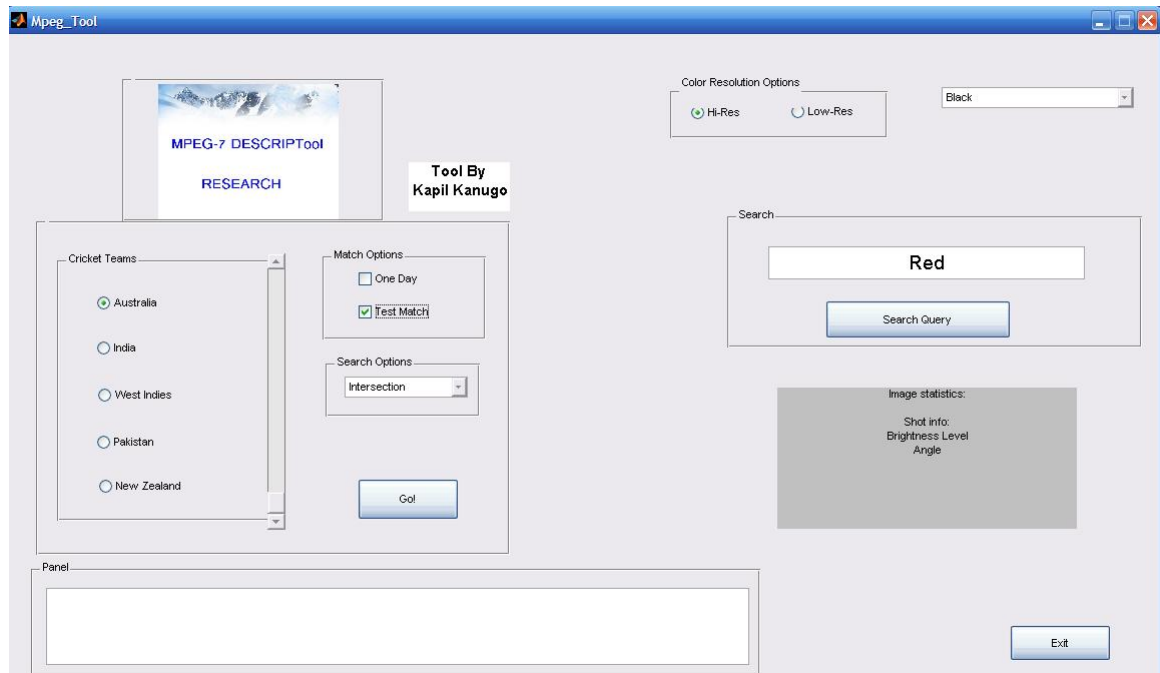 Mpeg_Tool
MPEG-7 DESCRIPTool
RESEARCH
Tool By
Kapil Kanugo
Color Resolution Options
Hi-Res
Low-Res
Black
Cricket Teams
Australia
India
West Indies
Pakistan
New Zealand
Match Options
One Day
Test Match
Search Options
Intersection
Go!
Search
Red
Search Query
Image statistics:
Shot info:
Brightness Level
Angle
Panel
Exit